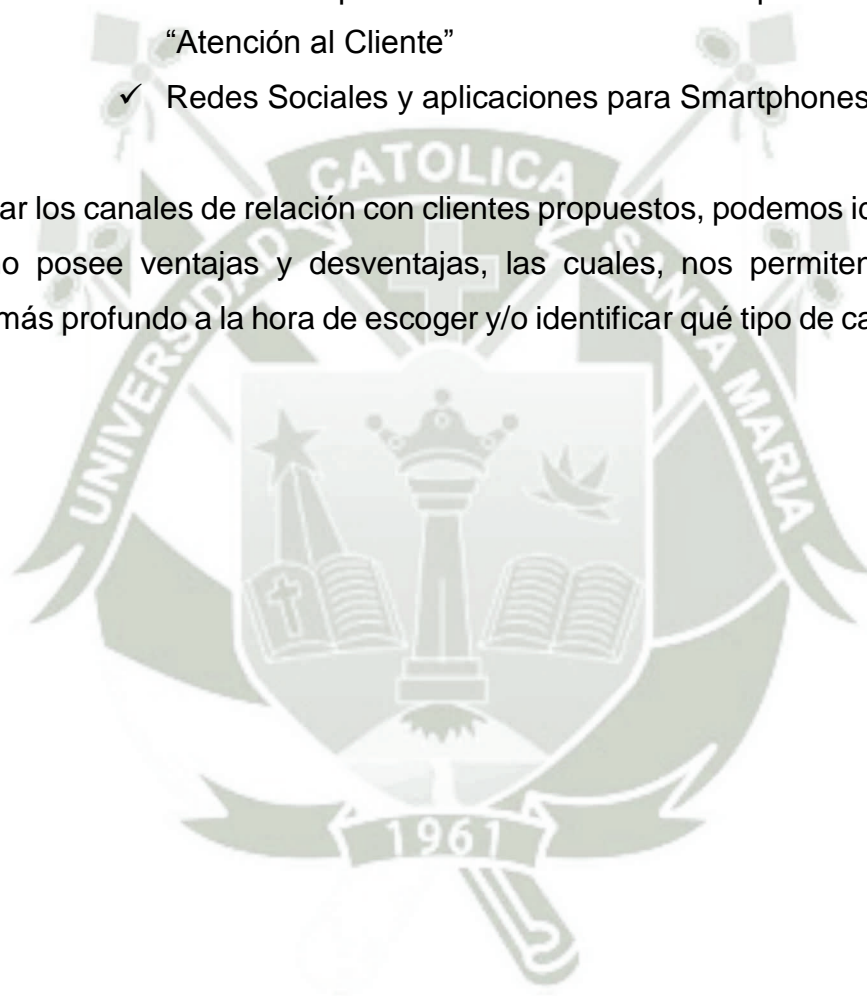 “Atención al Cliente”
✓ Redes Sociales y aplicaciones para Smartphones
ar los canales de relación con clientes propuestos, podemos
o posee ventajas y desventajas, las cuales, nos permiten
más profundo a la hora de escoger y/o identificar qué tipo de
UNIVERSIDAD CATOLICA SANTA MARIA
1961